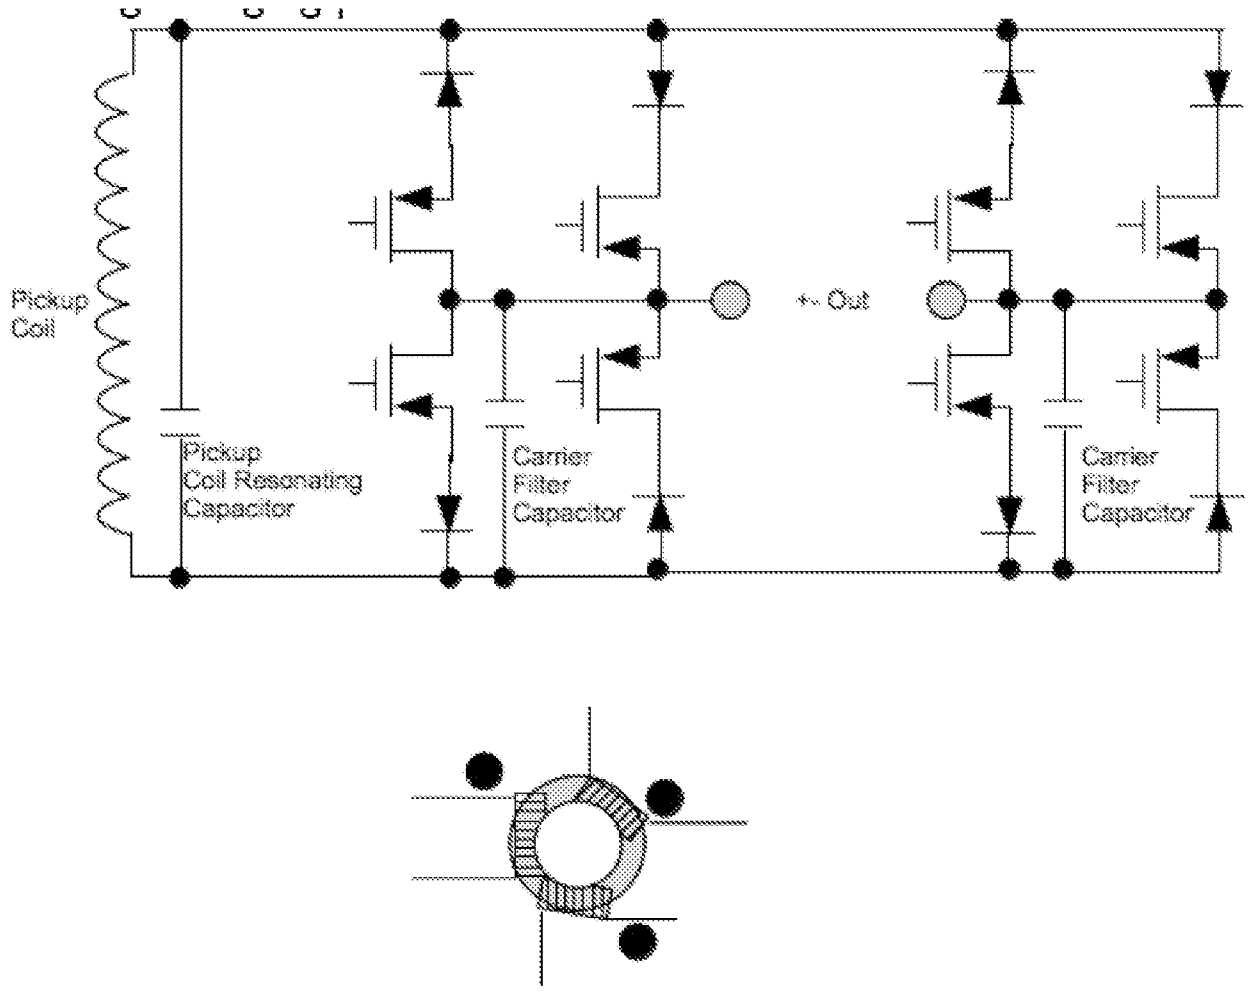 Pickup
Coil
+- Out
Pickup
Coil Resonating
Capacitor
Carrier
Filter
Capacitor
Carrier
Filter
Capacitor